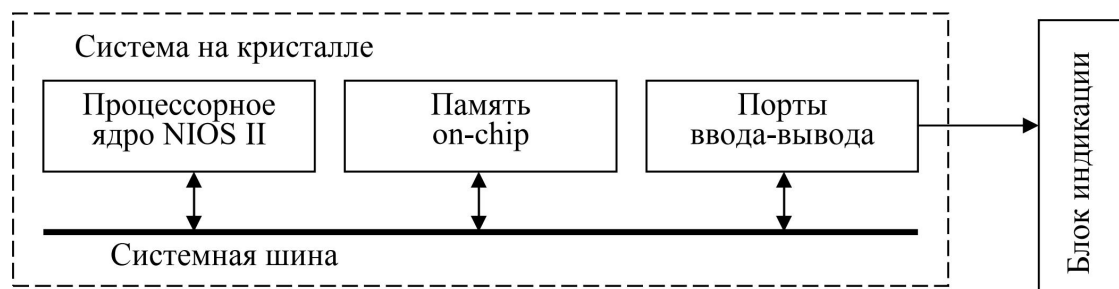 Система на кристалле
Процессорное
ядро NIOS II
Память
on-chip
Порты
ввода-вывода
Системная шина
Блок индикации